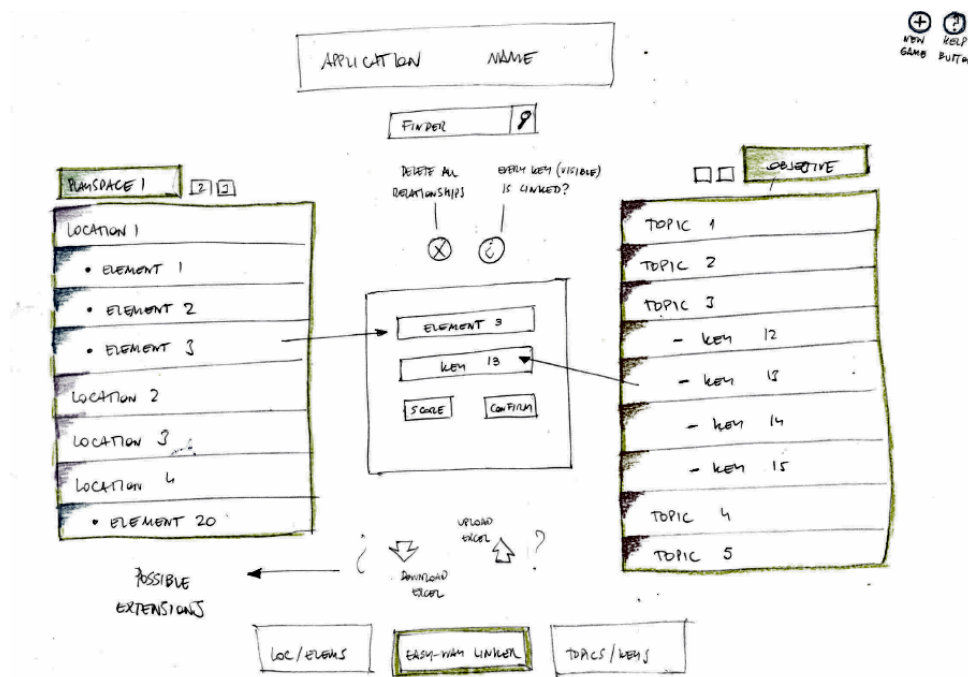 NEW
GAME
HELP
BUTTON
APPLICATION NAME
FINDER
DELETE ALL
RELATIONSHIPS
EVERY KEY (VISIBLE)
IS LINKED?
X
¿
PLAYSPACE 1
2
3
OBJECTIVE
LOCATION 1
• ELEMENT 1
• ELEMENT 2
• ELEMENT 3
LOCATION 2
LOCATION 3
LOCATION 4
• ELEMENT 20
ELEMENT 3
KEY 13
SCORE
CONFIRM
TOPIC 1
TOPIC 2
TOPIC 3
- KEY 12
- KEY 13
- KEY 14
- KEY 15
TOPIC 4
TOPIC 5
POSSIBLE
EXTENSIONS
¿
DOWNLOAD
EXCEL
UPLOAD
EXCEL
?
LOC/ELEMS
EASY-WAY LINKER
TOPICS/KEYS